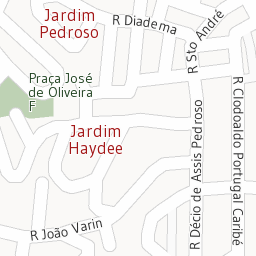 Jardim
Pedroso
R Diadema
R Sto André
Praça José
de Oliveira
F
Jardim
Haydee
R Décio de Assis Pedroso
R Clodoaldo Portugal Caribé
R João Varin